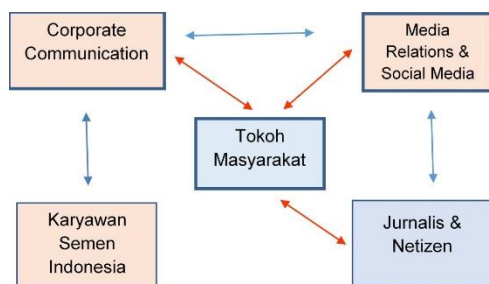 Corporate
Communication
Media
Relations &
Social Media
Tokoh
Masyarakat
Karyawan
Semen
Indonesia
Jurnalis &
Netizen